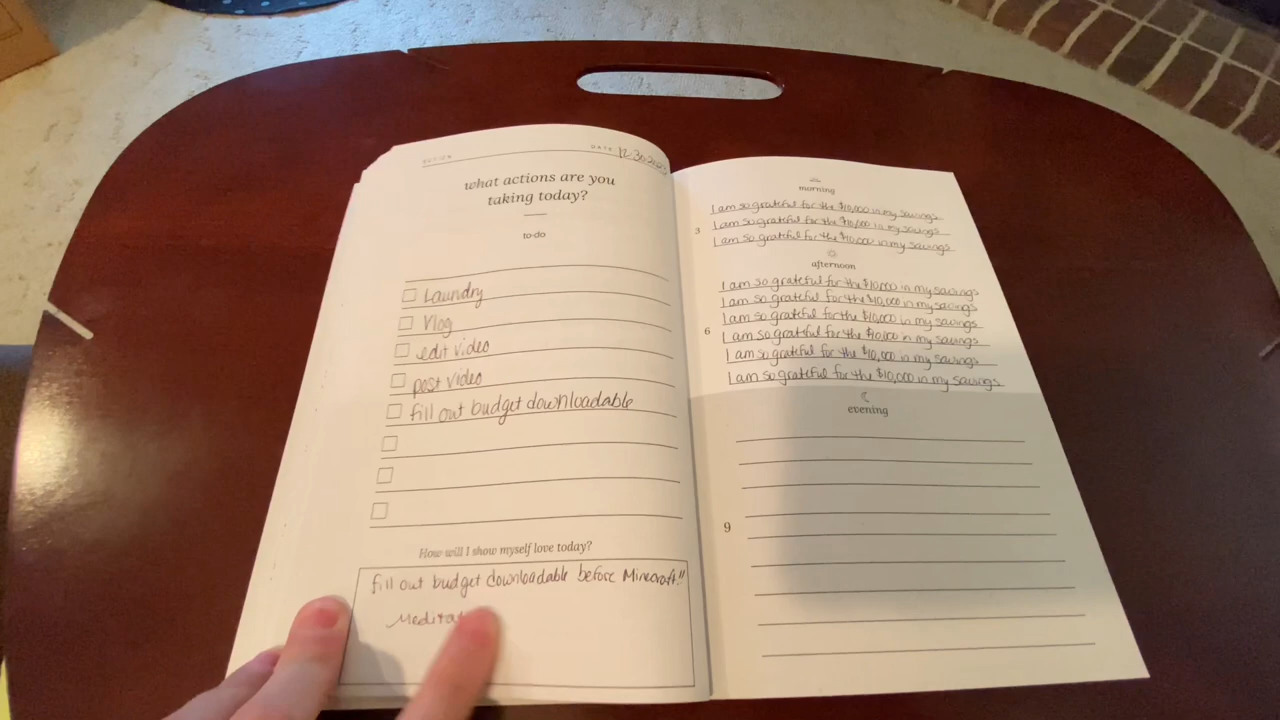 ACTION
DATE 12.30.202
what actions are you
taking today?
to-do
Laundry
Vlog
edit video
post video
fill out budget downloadable
How will I show myself love today?
fill out budget downloadable before Minecraft!!
morning
3
I am so grateful for the $10,000 in my savings
I am so grateful for the $10,000 in my savings
I am so grateful for the $10,000 in my savings
afternoon
6
I am so grateful for the $10,000 in my savings
I am so grateful for the $10,000 in my savings
I am so grateful for the $10,000 in my savings
I am so grateful for the $10,000 in my savings
I am so grateful for the $10,000 in my savings
I am so grateful for the $10,000 in my savings
evening
9